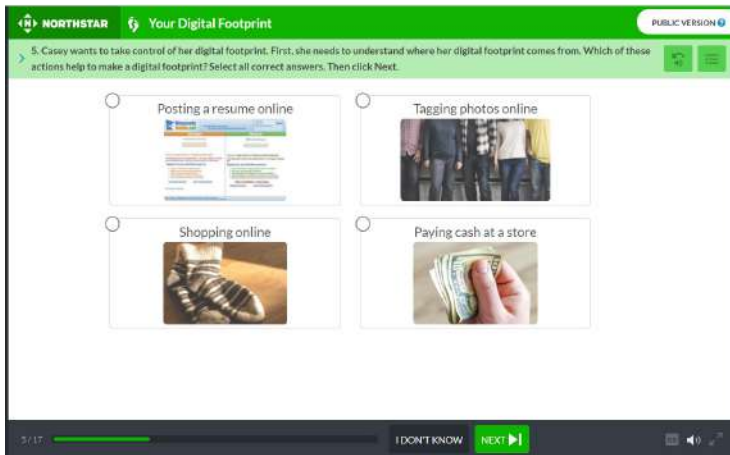 NORTHSTAR
Your Digital Footprint
PUBLIC VERSION
5. Casey wants to take control of her digital footprint. First, she needs to understand where her digital footprint comes from. Which of these
actions help to make a digital footprint? Select all correct answers. Then click Next.
Posting a resume online
Tagging photos online
Shopping online
Paying cash at a store
5/17
I DON'T KNOW
NEXT